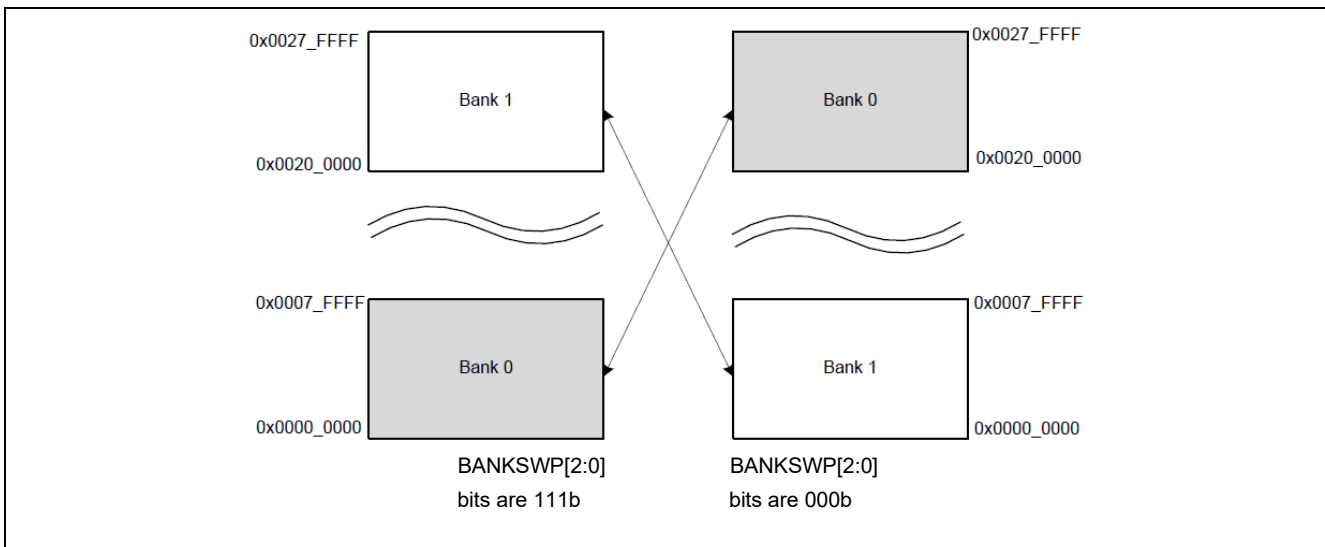 0x0027_FFFF
Bank 1
0x0020_0000
0x0007_FFFF
Bank 0
0x0000_0000
BANKSWP[2:0]
bits are 111b
0x0027_FFFF
Bank 0
0x0020_0000
0x0007_FFFF
Bank 1
0x0000_0000
BANKSWP[2:0]
bits are 000b